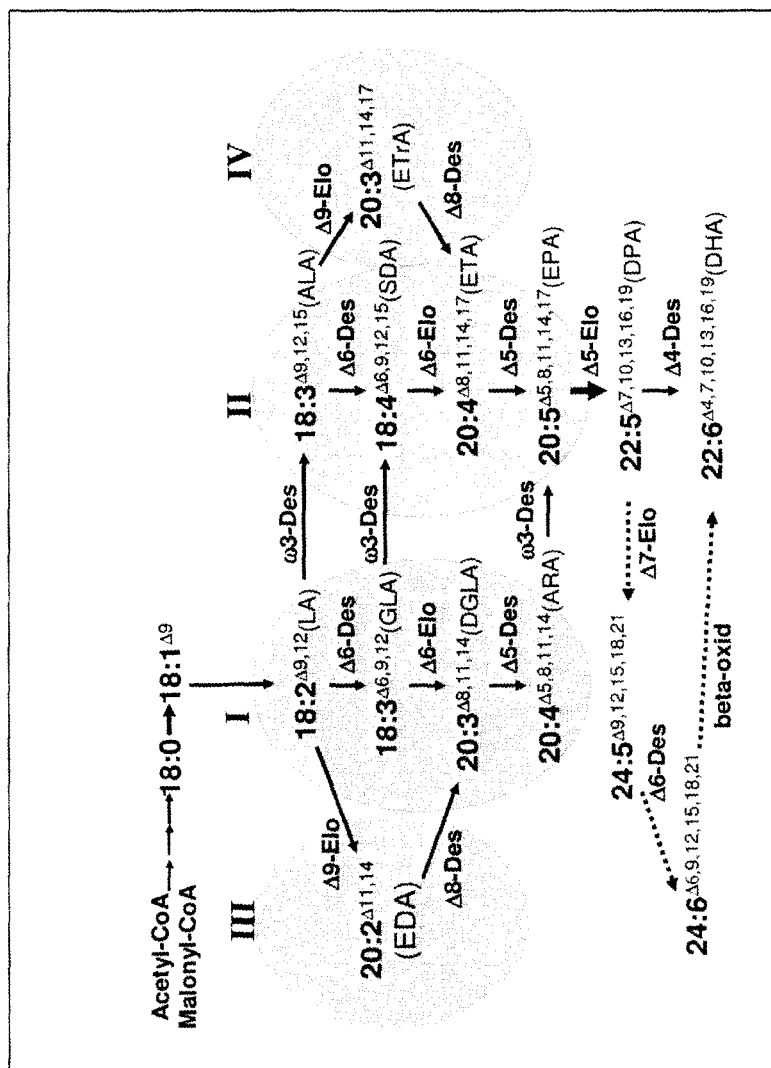 Acetyl-CoA
Malonyl-CoA
18:0
18:1Δ9
III
I
II
IV
18:2Δ9,12(LA)
ω3-Des
18:3Δ9,12,15(ALA)
Δ9-Elo
Δ6-Des
Δ6-Des
Δ9-Elo
20:2Δ11,14
(EDA)
18:3Δ6,9,12(GLA)
ω3-Des
18:4Δ6,9,12,15(SDA)
20:3Δ11,14,17
(ETrA)
Δ8-Des
Δ6-Elo
Δ6-Elo
Δ8-Des
20:3Δ8,11,14(DGLA)
20:4Δ8,11,14,17(ETA)
Δ5-Des
Δ5-Des
20:4Δ5,8,11,14(ARA)
ω3-Des
20:5Δ5,8,11,14,17(EPA)
Δ5-Elo
24:5Δ9,12,15,18,21
Δ7-Elo
22:5Δ7,10,13,16,19(DPA)
Δ6-Des
Δ4-Des
24:6Δ6,9,12,15,18,21
beta-oxid
22:6Δ4,7,10,13,16,19(DHA)